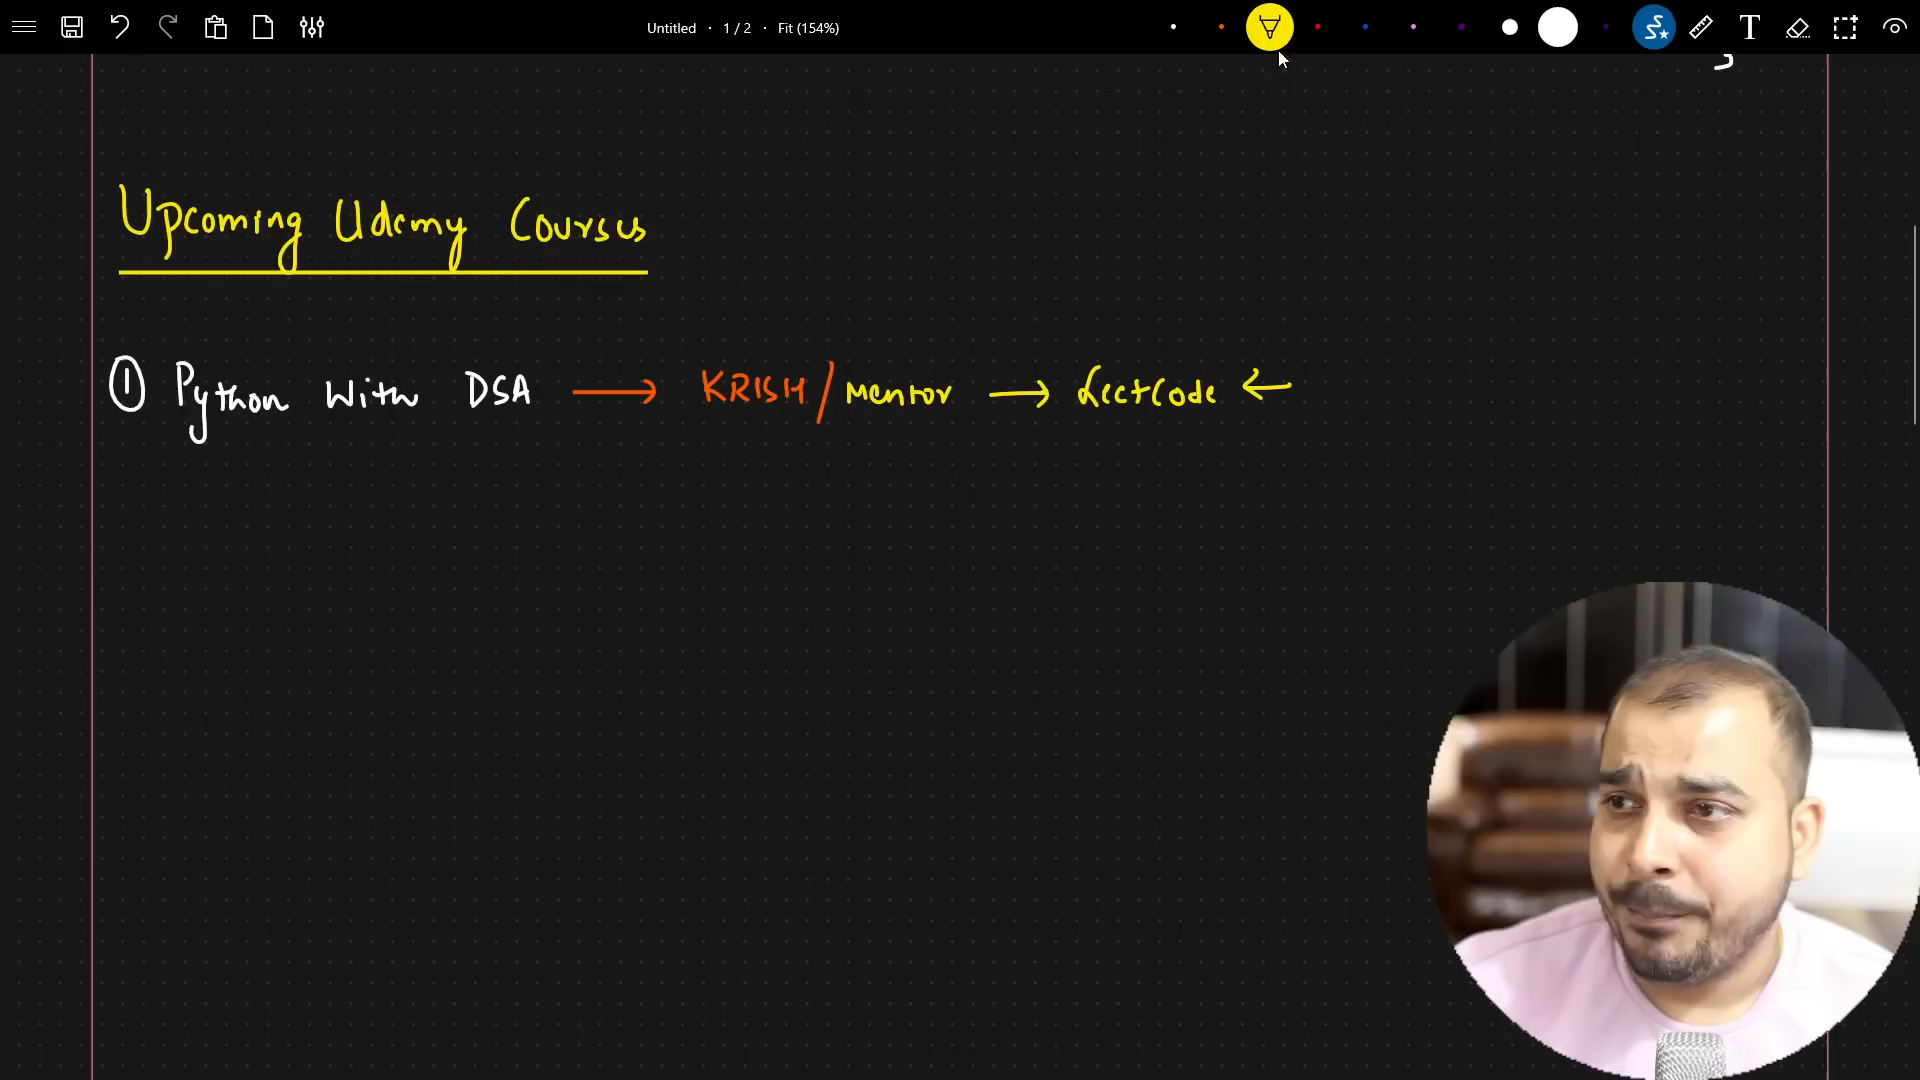 Untitled · 1 / 2 · Fit (154%)
Upcoming Udemy Courses
① Python With DSA → KRISH / Mentor → LeetCode ←